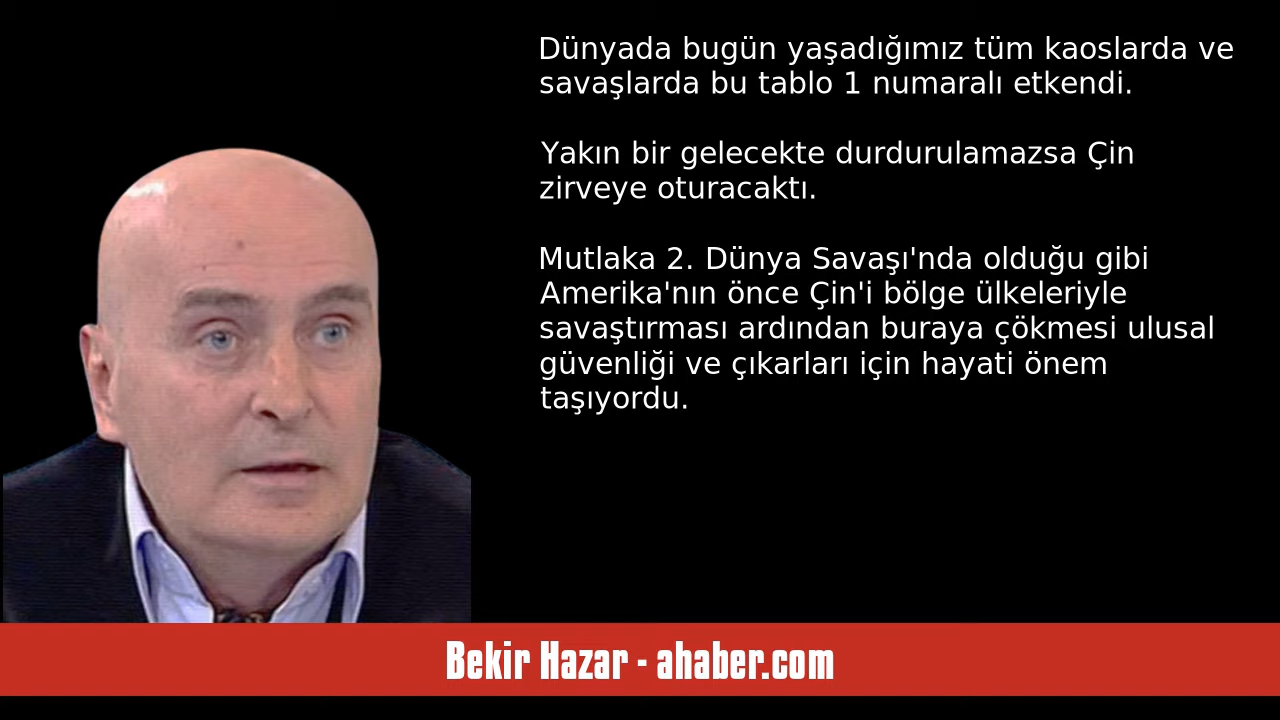 Dünyada bugün yaşadığımız tüm kaoslarda ve
savaşlarda bu tablo 1 numaralı etkendi.
Yakın bir gelecekte durdurulamazsa Çin
zirveye oturacaktı.
Mutlaka 2. Dünya Savaşı'nda olduğu gibi
Amerika'nın önce Çin'i bölge ülkeleriyle
savaştırması ardından buraya çökmesi ulusal
güvenliği ve çıkarları için hayati önem
taşıyordu.
Bekir Hazar - ahaber.com